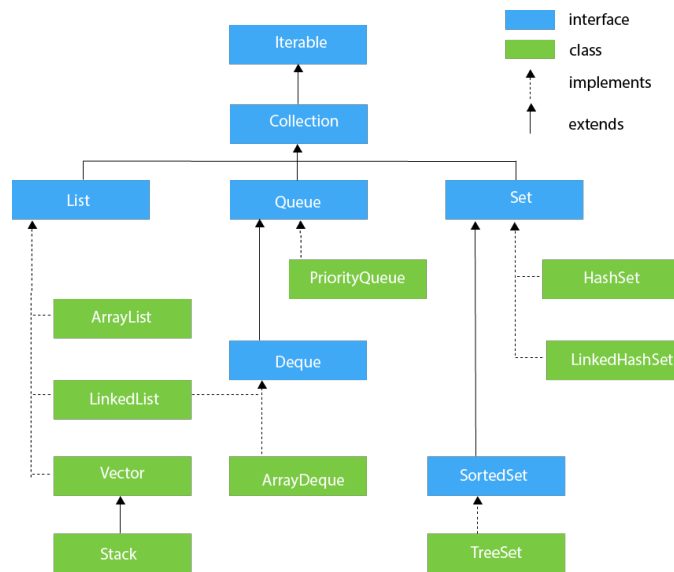 interface
Iterable
class
implements
Collection
extends
List
Queue
Set
PriorityQueue
HashSet
ArrayList
Deque
LinkedHashSet
LinkedList
Vector
ArrayDeque
SortedSet
Stack
TreeSet